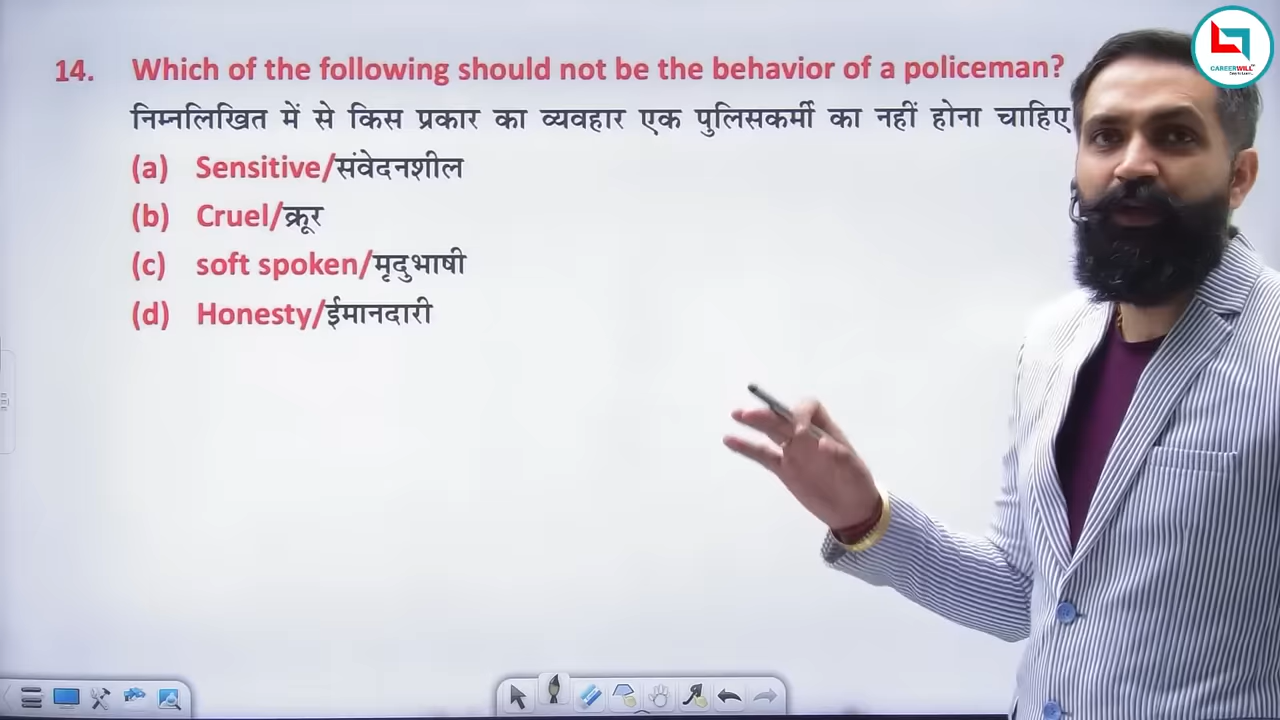 CAREERWILL
14. Which of the following should not be the behavior of a policeman?
निम्नलिखित में से किस प्रकार का व्यवहार एक पुलिसकर्मी का नहीं होना चाहिए
(a) Sensitive/संवेदनशील
(b) Cruel/क्रूर
(c) soft spoken/मृदुभाषी
(d) Honesty/ईमानदारी